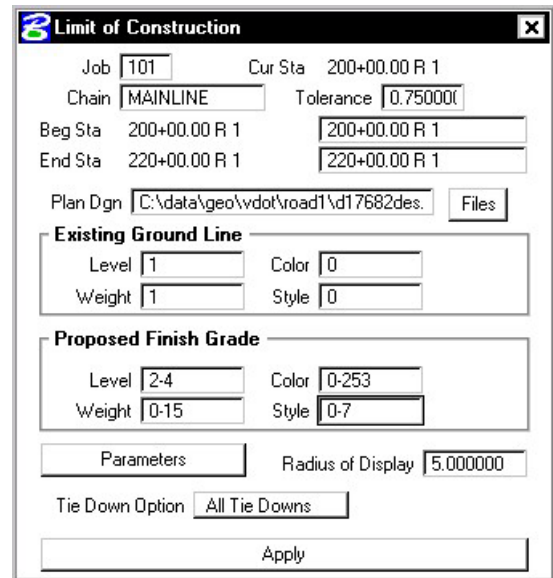 Limit of Construction
Job 101 Cur Sta 200+00.00 R 1
Chain MAINLINE Tolerance 0.75000(
Beg Sta 200+00.00 R 1 200+00.00 R 1
End Sta 220+00.00 R 1 220+00.00 R 1
Plan Dgn C:\data\geo\vdot\road1\d17682des. Files
Existing Ground Line
Level 1 Color 0
Weight 1 Style 0
Proposed Finish Grade
Level 2-4 Color 0-253
Weight 0-15 Style 0-7
Parameters Radius of Display 5.000000
Tie Down Option All Tie Downs
Apply